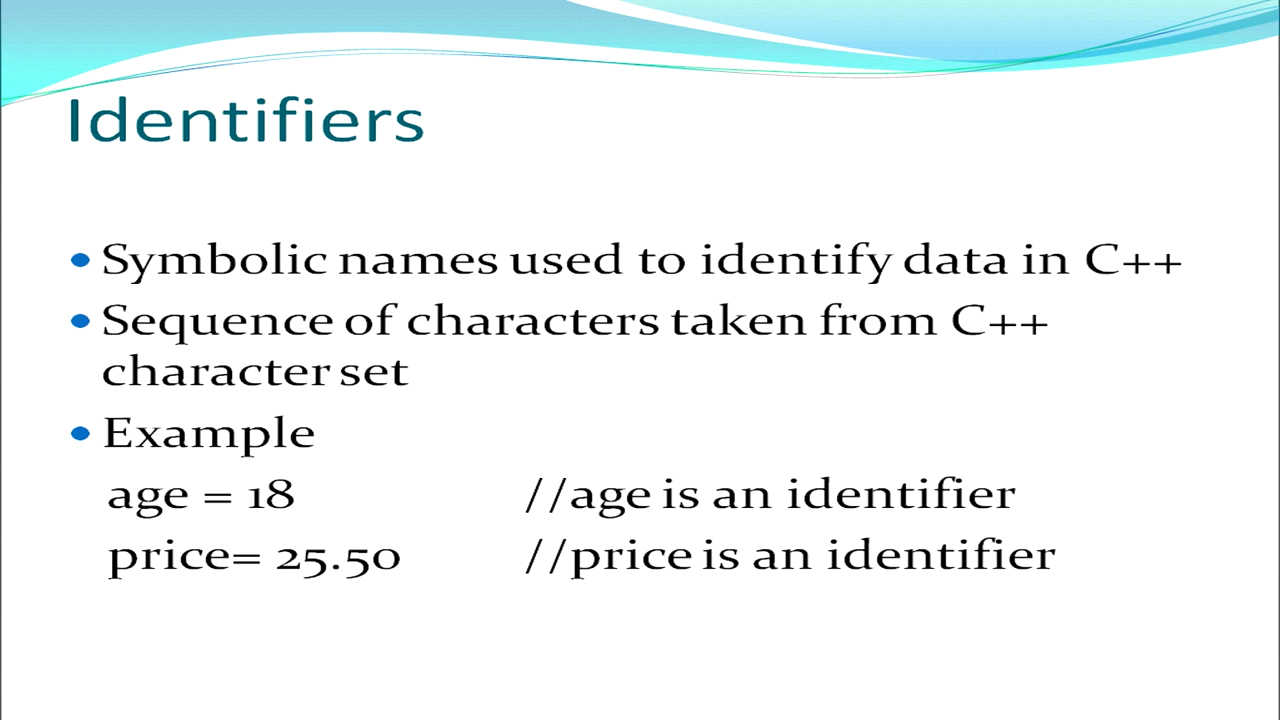 Identifiers
• Symbolic names used to identify data in C++
• Sequence of characters taken from C++
character set
• Example
age = 18 //age is an identifier
price= 25.50 //price is an identifier